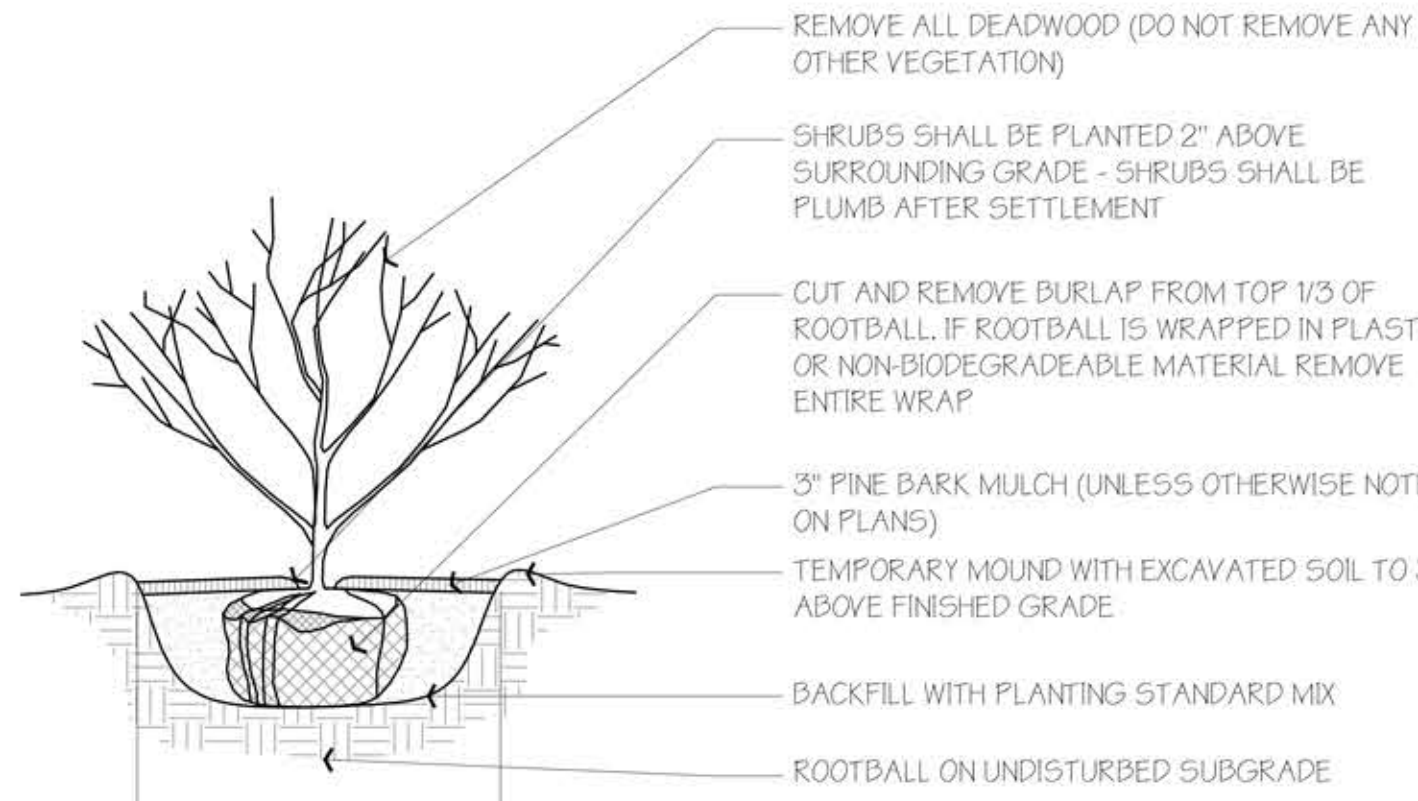 REMOVE ALL DEADWOOD (DO NOT REMOVE ANY
OTHER VEGETATION)
SHRUBS SHALL BE PLANTED 2" ABOVE
SURROUNDING GRADE - SHRUBS SHALL BE
PLUMB AFTER SETTLEMENT
CUT AND REMOVE BURLAP FROM TOP 1/3 OF
ROOTBALL. IF ROOTBALL IS WRAPPED IN PLAST
OR NON-BIODEGRADEABLE MATERIAL REMOVE
ENTIRE WRAP
3" PINE BARK MULCH (UNLESS OTHERWISE NOT
ON PLANS)
TEMPORARY MOUND WITH EXCAVATED SOIL TO
ABOVE FINISHED GRADE
BACKFILL WITH PLANTING STANDARD MIX
ROOTBALL ON UNDISTURBED SUBGRADE